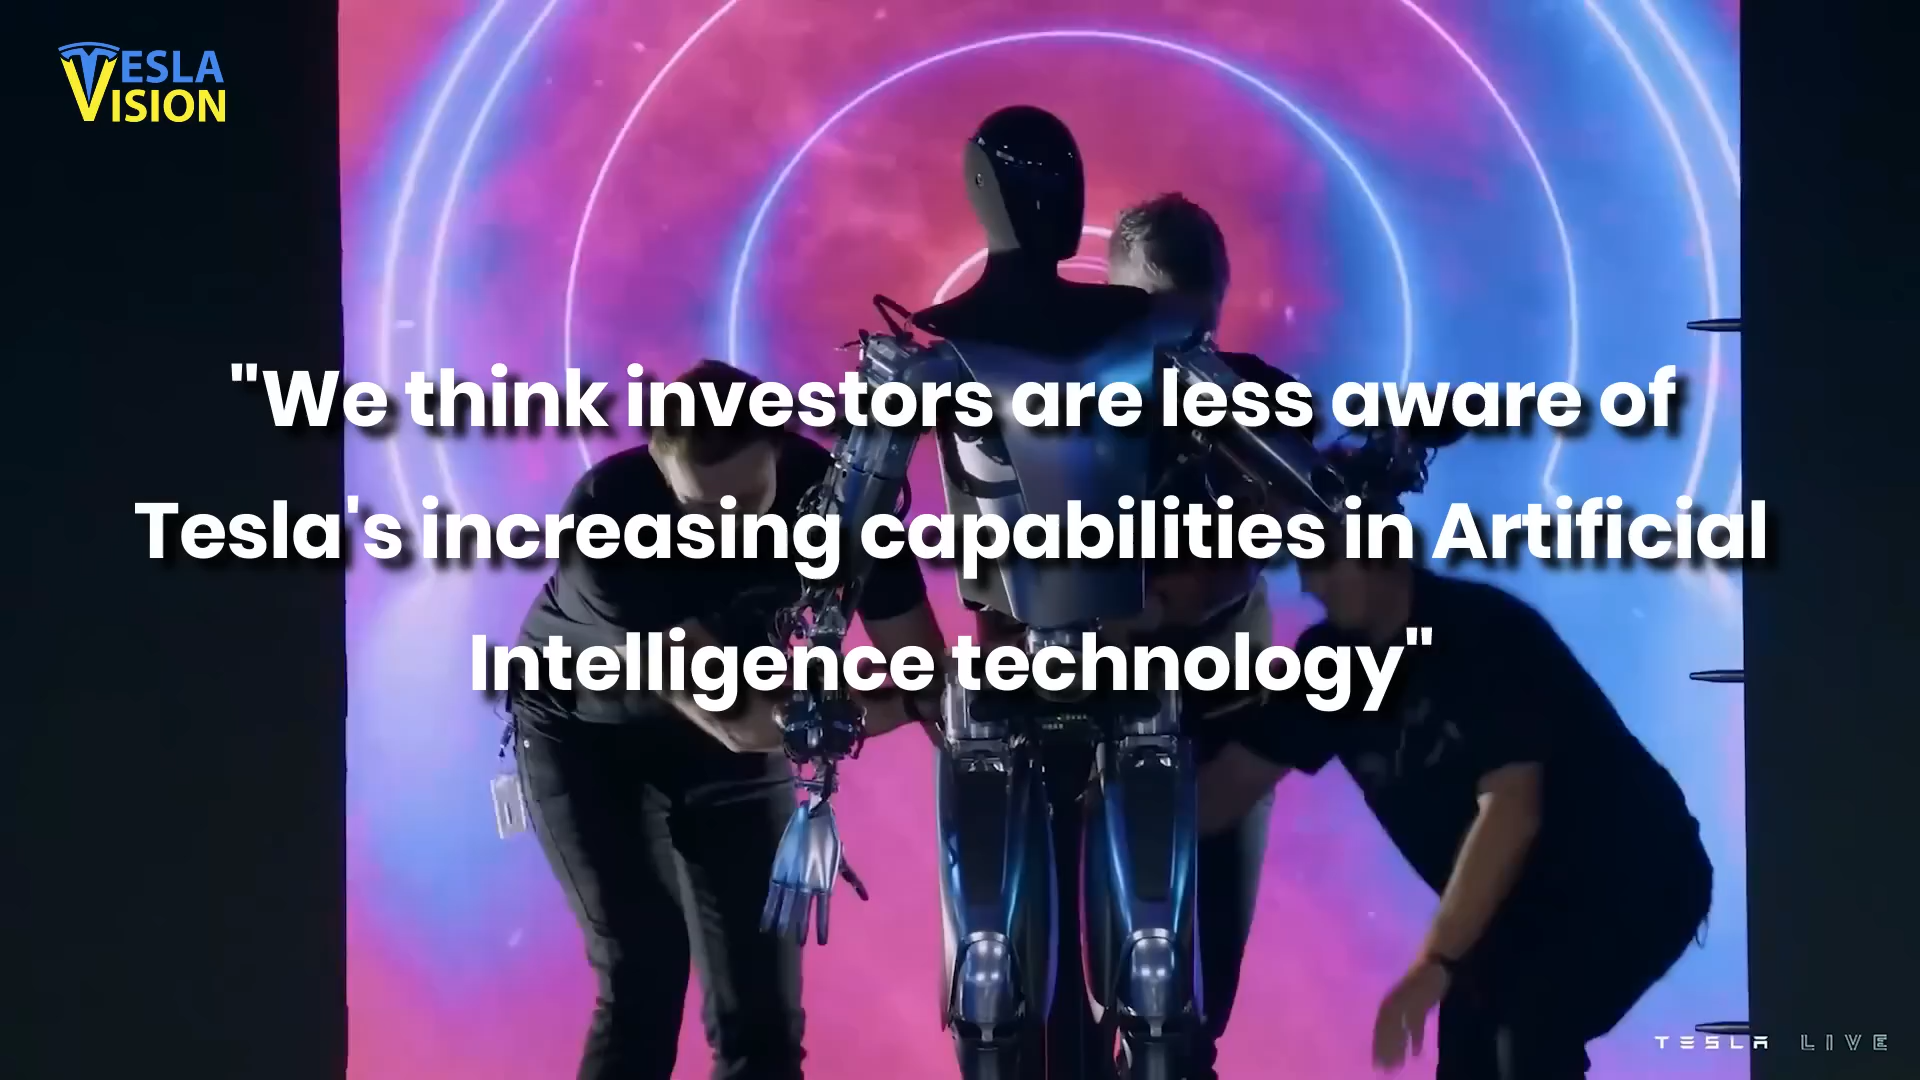 TESLA
VISION
"We think investors are less aware of
Tesla's increasing capabilities in Artificial
Intelligence technology"
TESLA LIVE